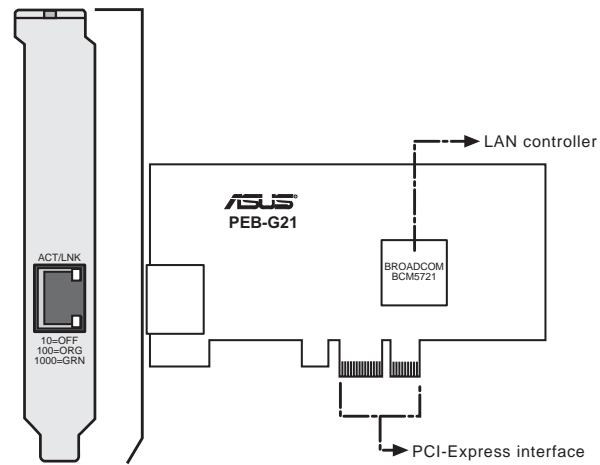 LAN controller
ASUS
PEB-G21
BROADCOM
BCM5721
ACT/LNK
10=OFF
100=ORG
1000=GRN
PCI-Express interface